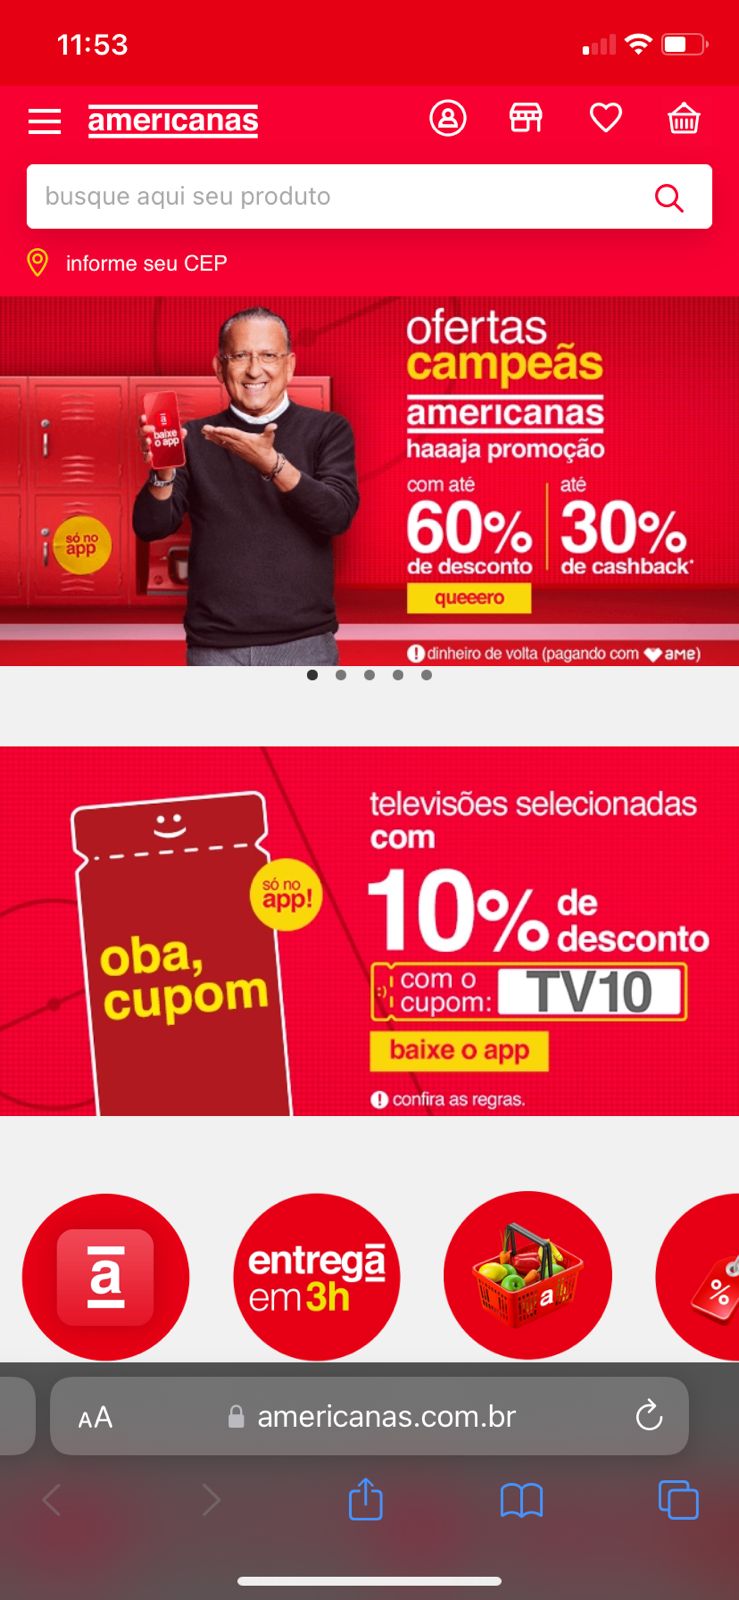 11:53
americanas
busque aqui seu produto
informe seu CEP
ofertas
campeãs
americanas
haaaja promoção
com até
60%
de desconto
até
30%
de cashback*
queeero
! dinheiro de volta (pagando com ame)
baixe
o app
só no
app
televisões selecionadas
com
10% de
desconto
com o
cupom: TV10
baixe o app
! confira as regras.
só no
app!
oba,
cupom
a
entrega
em 3h
a
%
AA americanas.com.br